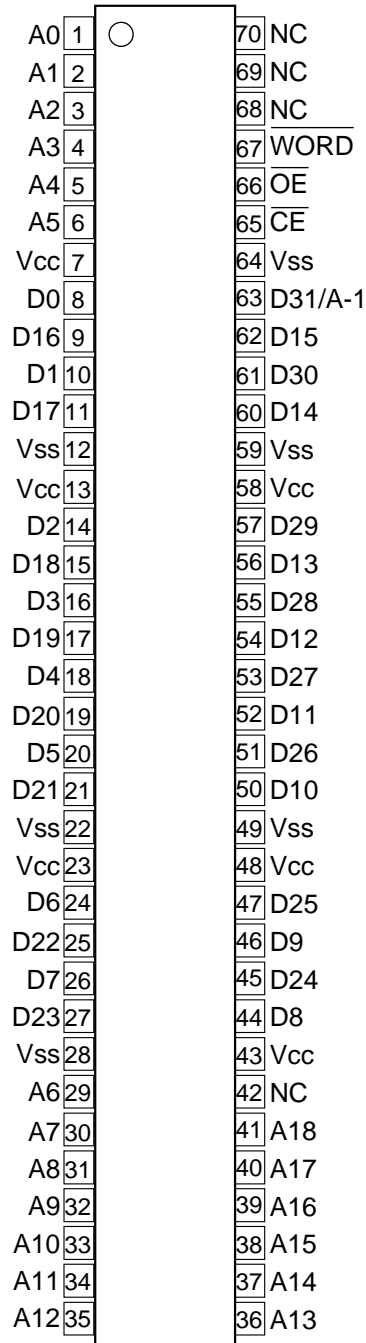 A0 1 70 NC
A1 2 69 NC
A2 3 68 NC
A3 4 67 W̅O̅R̅D̅
A4 5 66 O̅E̅
A5 6 65 C̅E̅
Vcc 7 64 Vss
D0 8 63 D31/A-1
D16 9 62 D15
D1 10 61 D30
D17 11 60 D14
Vss 12 59 Vss
Vcc 13 58 Vcc
D2 14 57 D29
D18 15 56 D13
D3 16 55 D28
D19 17 54 D12
D4 18 53 D27
D20 19 52 D11
D5 20 51 D26
D21 21 50 D10
Vss 22 49 Vss
Vcc 23 48 Vcc
D6 24 47 D25
D22 25 46 D9
D7 26 45 D24
D23 27 44 D8
Vss 28 43 Vcc
A6 29 42 NC
A7 30 41 A18
A8 31 40 A17
A9 32 39 A16
A10 33 38 A15
A11 34 37 A14
A12 35 36 A13